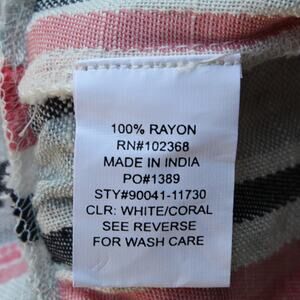 100% RAYON
RN#102368
MADE IN INDIA
PO#1389
STY#90041-11730
CLR: WHITE/CORAL
SEE REVERSE
FOR WASH CARE